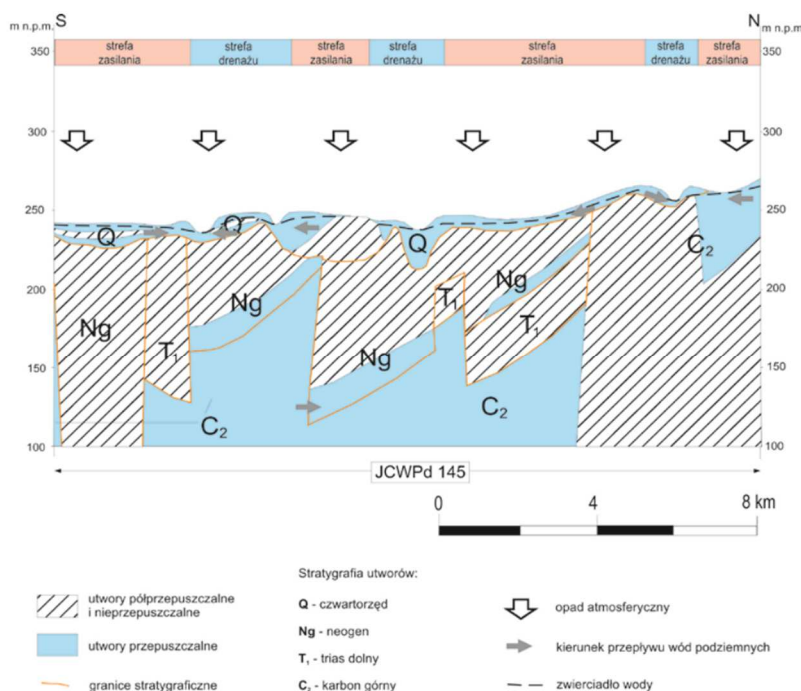 S N
m n.p.m. m n.p.m.
350 strefa zasilania strefa drenażu strefa zasilania strefa drenażu strefa zasilania strefa drenażu strefa zasilania 350
300 300
250 250
Q Q Q C₂
200 Ng Ng T₁ Ng 200
T₁ Ng T₁
150 150
C₂ C₂
100 100
JCWPd 145
0 4 8 km
utwory półprzepuszczalne
i nieprzepuszczalne
utwory przepuszczalne
granice stratygraficzne
Stratygrafia utworów:
Q - czwartorzęd
Ng - neogen
T₁ - trias dolny
C₂ - karbon górny
opad atmosferyczny
kierunek przepływu wód podziemnych
zwierciadło wody